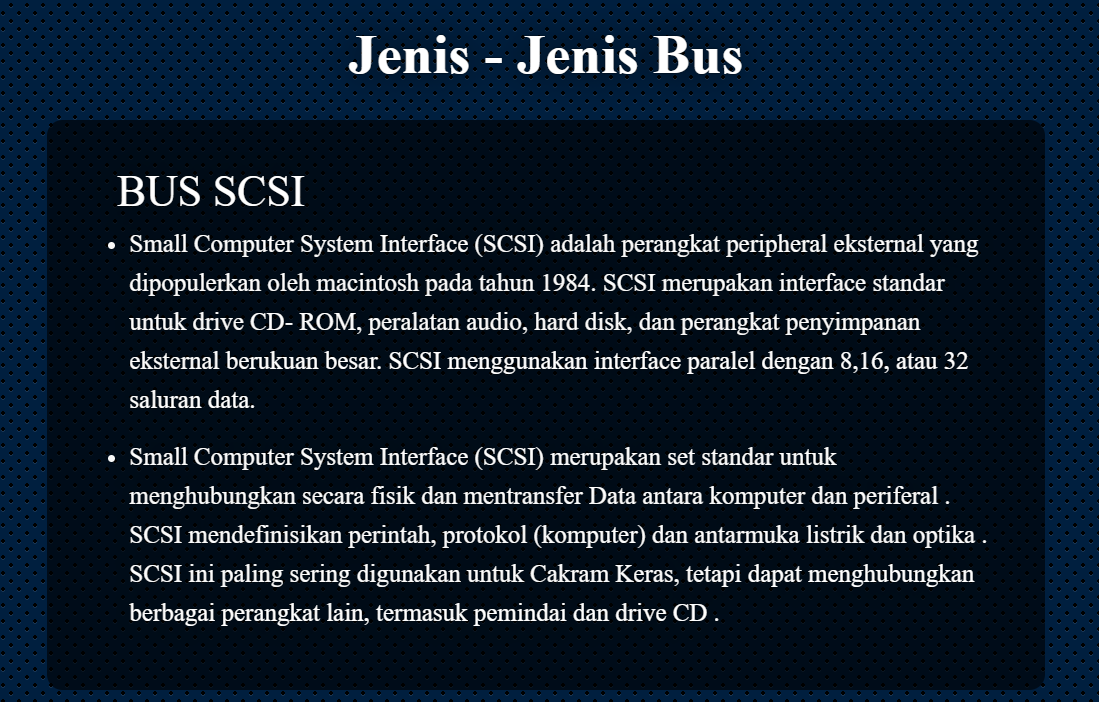 Jenis - Jenis Bus
BUS SCSI
• Small Computer System Interface (SCSI) adalah perangkat peripheral eksternal yang
dipopulerkan oleh macintosh pada tahun 1984. SCSI merupakan interface standar
untuk drive CD- ROM, peralatan audio, hard disk, dan perangkat penyimpanan
eksternal berukuan besar. SCSI menggunakan interface paralel dengan 8,16, atau 32
saluran data.
• Small Computer System Interface (SCSI) merupakan set standar untuk
menghubungkan secara fisik dan mentransfer Data antara komputer dan periferal .
SCSI mendefinisikan perintah, protokol (komputer) dan antarmuka listrik dan optika .
SCSI ini paling sering digunakan untuk Cakram Keras, tetapi dapat menghubungkan
berbagai perangkat lain, termasuk pemindai dan drive CD .